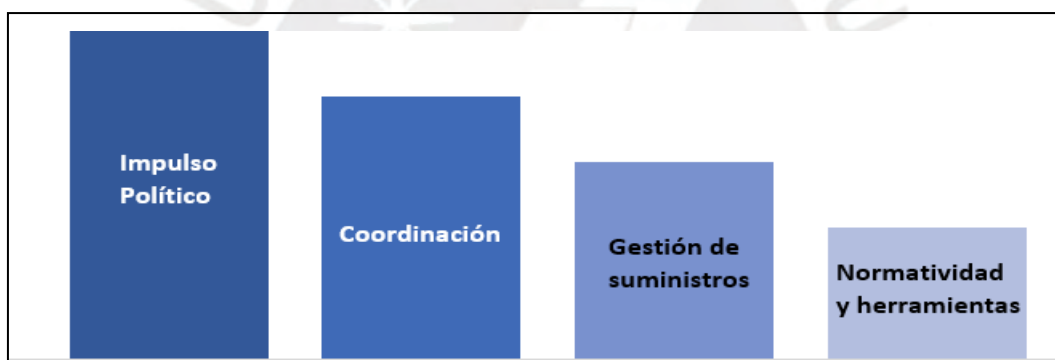 Impulso
Político
Coordinación
Gestión de
suministros
Normatividad
y herramientas